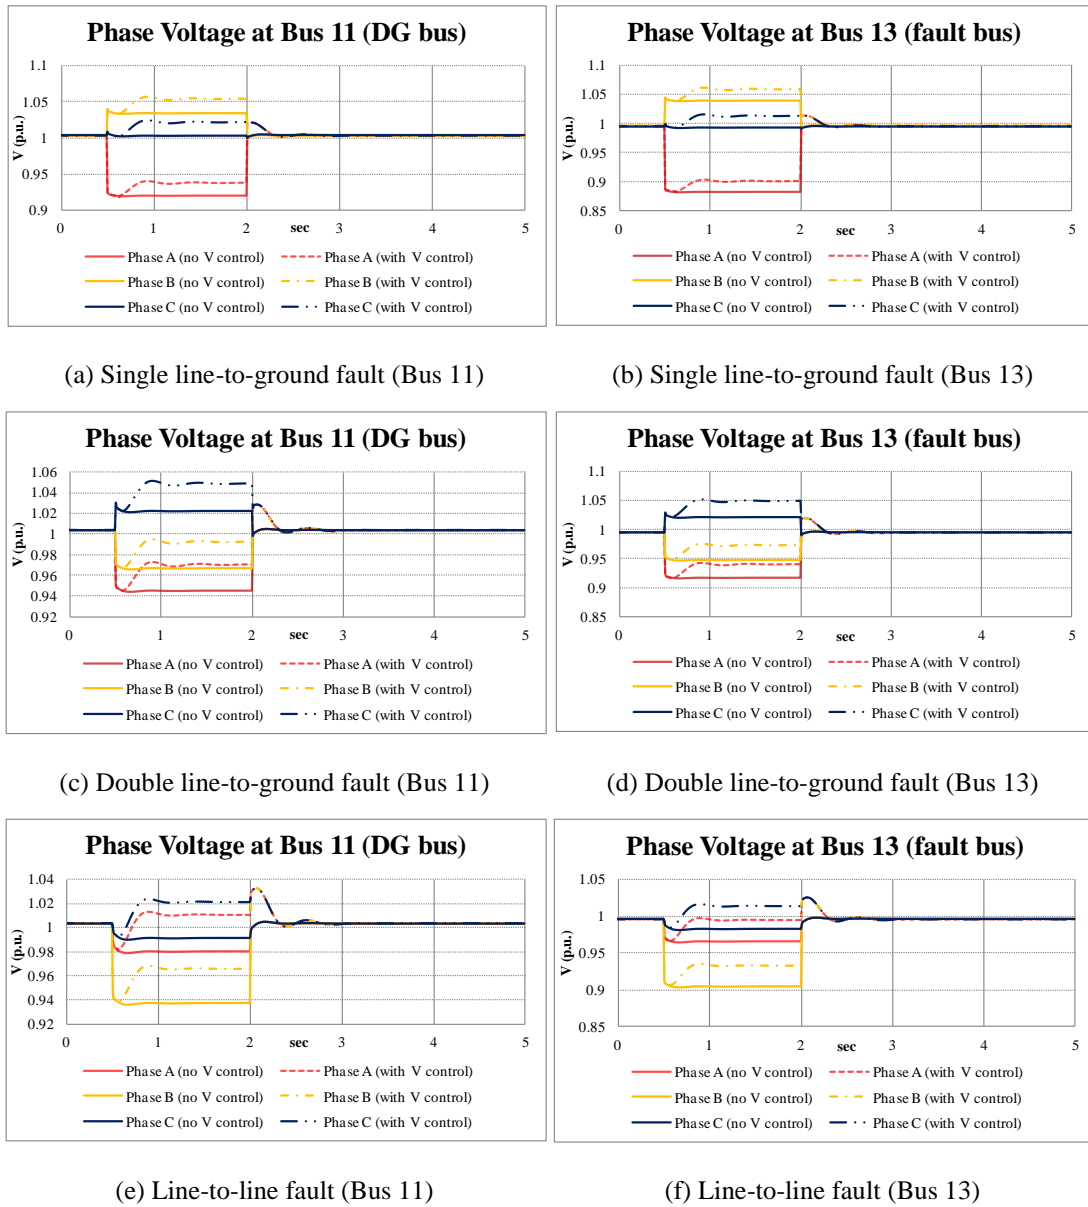 Phase Voltage at Bus 11 (DG bus)
1.1
1.05
1
0.95
0.9
V (p.u.)
0 1 2 3 4 5
sec
Phase A (no V control) Phase A (with V control)
Phase B (no V control) Phase B (with V control)
Phase C (no V control) Phase C (with V control)
Phase Voltage at Bus 13 (fault bus)
1.1
1.05
1
0.95
0.9
0.85
V (p.u.)
0 1 2 3 4 5
sec
Phase A (no V control) Phase A (with V control)
Phase B (no V control) Phase B (with V control)
Phase C (no V control) Phase C (with V control)
(a) Single line-to-ground fault (Bus 11)
(b) Single line-to-ground fault (Bus 13)
Phase Voltage at Bus 11 (DG bus)
1.06
1.04
1.02
1
0.98
0.96
0.94
0.92
V (p.u.)
0 1 2 3 4 5
sec
Phase A (no V control) Phase A (with V control)
Phase B (no V control) Phase B (with V control)
Phase C (no V control) Phase C (with V control)
Phase Voltage at Bus 13 (fault bus)
1.1
1.05
1
0.95
0.9
0.85
V (p.u.)
0 1 2 3 4 5
sec
Phase A (no V control) Phase A (with V control)
Phase B (no V control) Phase B (with V control)
Phase C (no V control) Phase C (with V control)
(c) Double line-to-ground fault (Bus 11)
(d) Double line-to-ground fault (Bus 13)
Phase Voltage at Bus 11 (DG bus)
1.04
1.02
1
0.98
0.96
0.94
0.92
V (p.u.)
0 1 2 3 4 5
sec
Phase A (no V control) Phase A (with V control)
Phase B (no V control) Phase B (with V control)
Phase C (no V control) Phase C (with V control)
Phase Voltage at Bus 13 (fault bus)
1.05
1
0.95
0.9
0.85
V (p.u.)
0 1 2 3 4 5
sec
Phase A (no V control) Phase A (with V control)
Phase B (no V control) Phase B (with V control)
Phase C (no V control) Phase C (with V control)
(e) Line-to-line fault (Bus 11)
(f) Line-to-line fault (Bus 13)